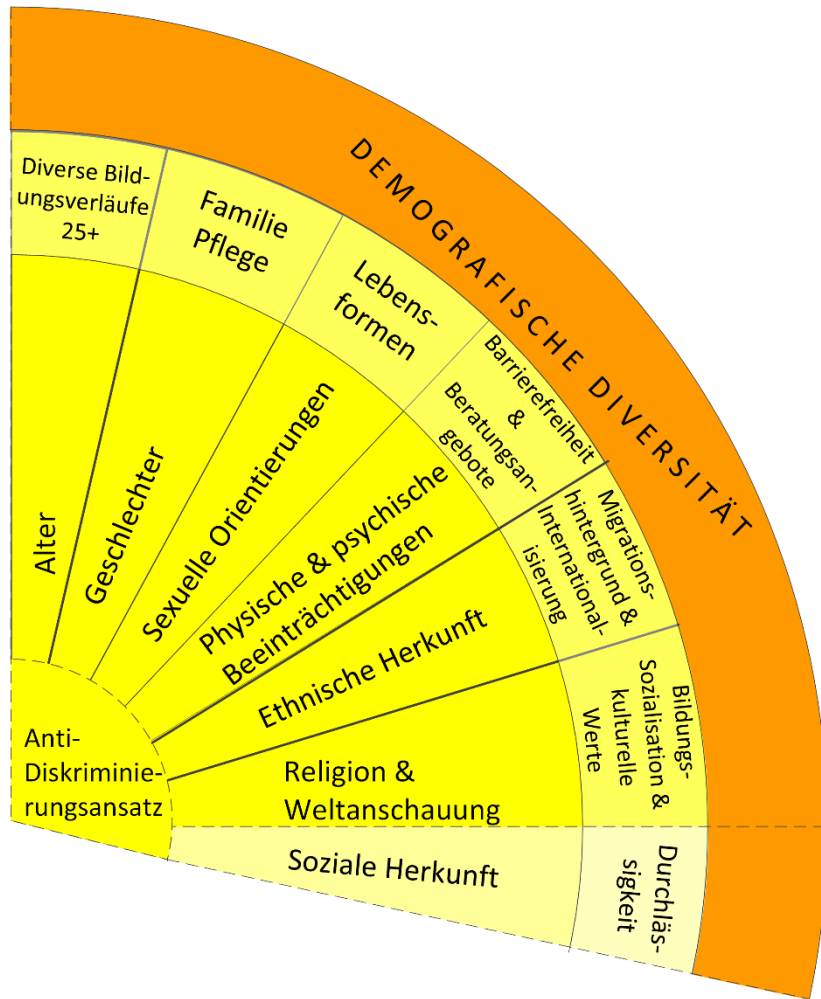 DEMOGRAFISCHE DIVERSITÄT
Diverse Bild-
ungsverläufe
25+
Familie
Pflege
Lebens-
formen
Barrierefreiheit
&
Beratungsan-
gebote
Migrations-
hintergrund &
International-
isierung
Bildungs-
Sozialisation &
kulturelle
Werte
Durchläs-
sigkeit
Alter
Geschlechter
Sexuelle Orientierungen
Physische & psychische
Beeinträchtigungen
Ethnische Herkunft
Religion &
Weltanschauung
Soziale Herkunft
Anti-
Diskriminie-
rungsansatz